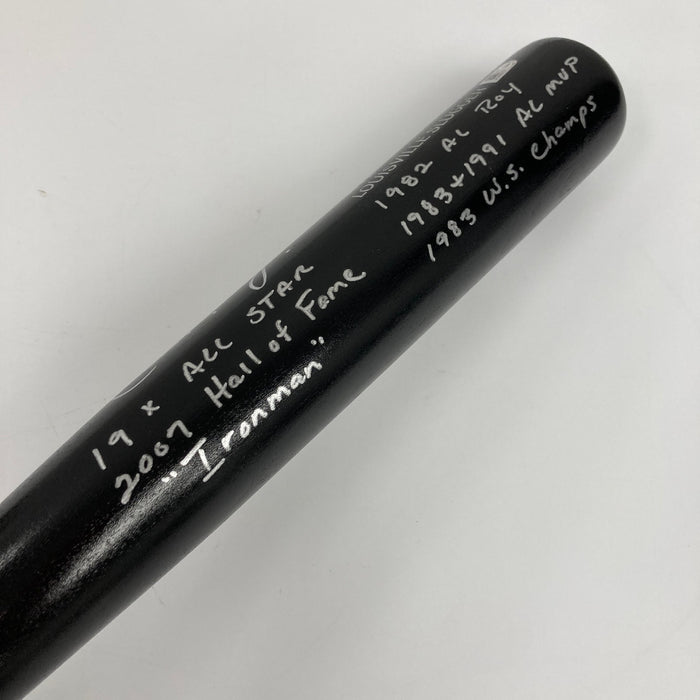 LOUISVILLE SLUGGER
1982 AL ROY
1983+1991 AL MVP
1983 W.S. Champs
19 x ALL STAR
2007 Hall of Fame
"Ironman"